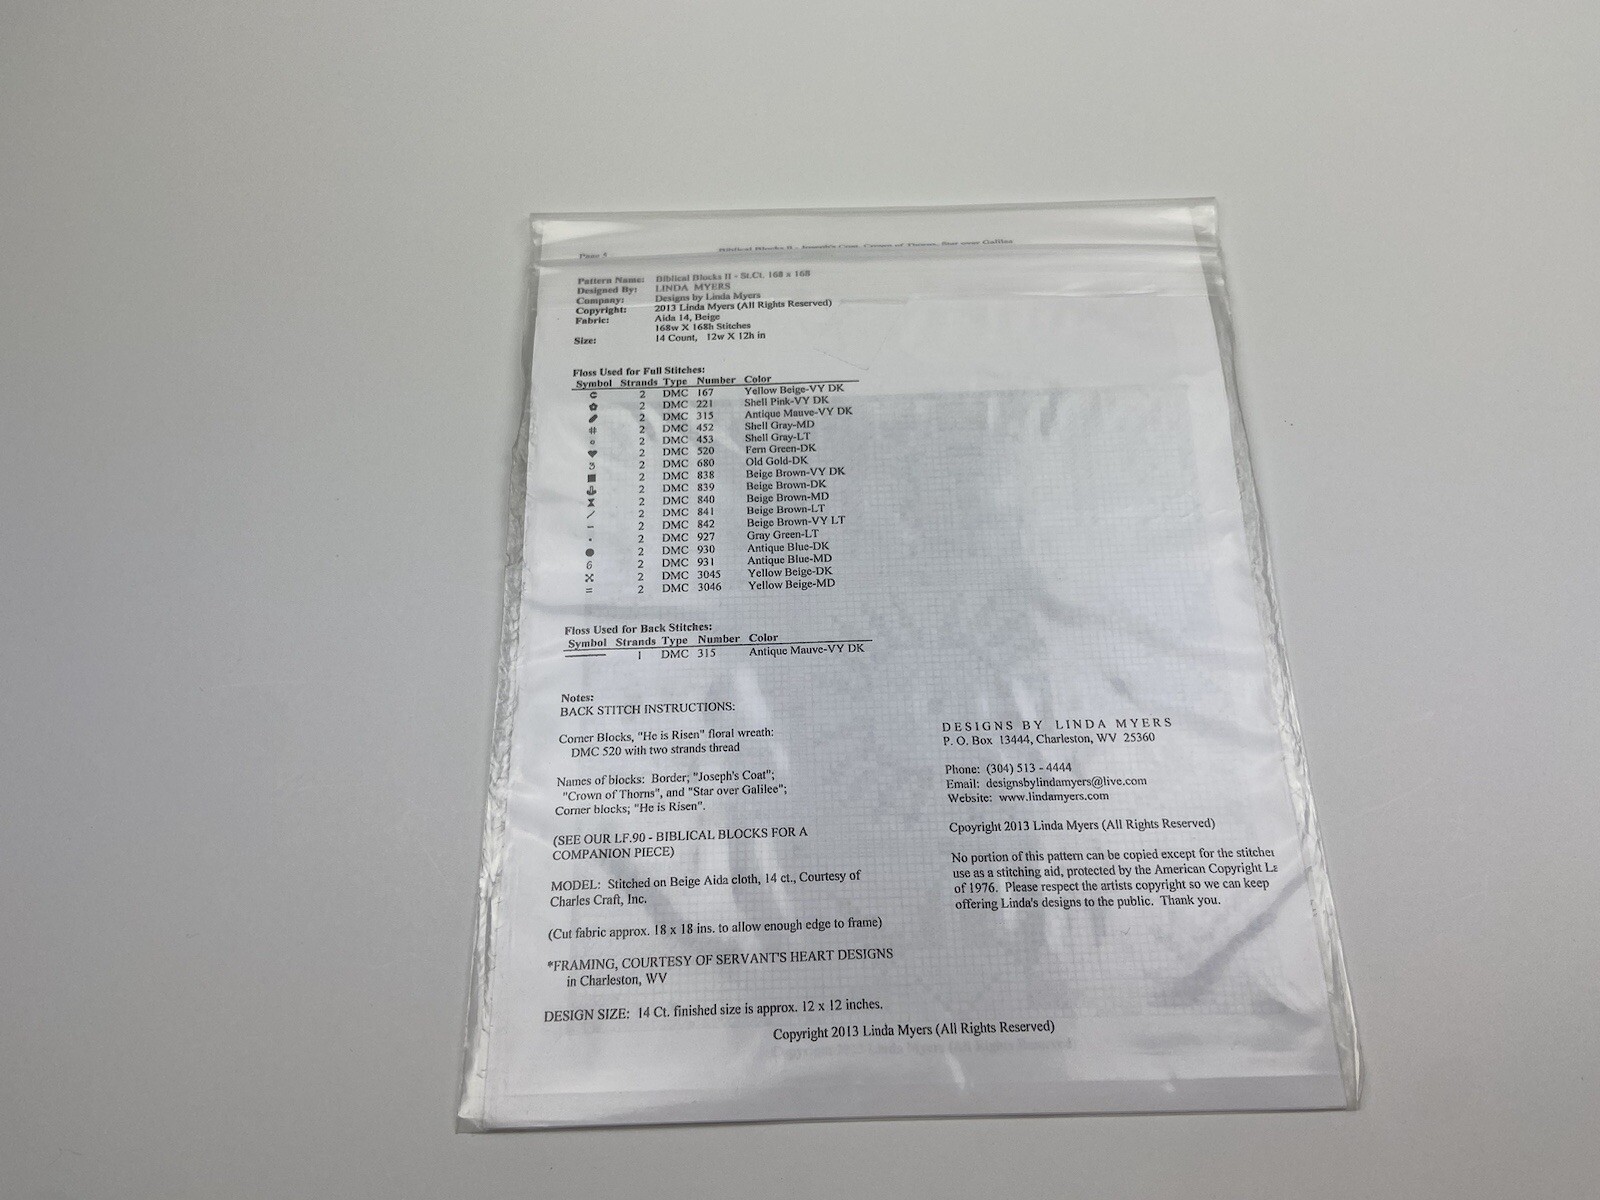 Page
Biblical Blocks II - Joseph's Coat, Crown of Thorns, Star over Galilee
Pattern Name: Biblical Blocks II - St.Ct. 168 x 168
Designed By: LINDA MYERS
Company: Designs by Linda Myers
Copyright: 2013 Linda Myers (All Rights Reserved)
Fabric: Aida 14, Beige
168w X 168h Stitches
Size: 14 Count, 12w X 12h in
Floss Used for Full Stitches:
Symbol Strands Type Number Color
2 DMC 167 Yellow Beige-VY DK
2 DMC 221 Shell Pink-VY DK
2 DMC 315 Antique Mauve-VY DK
# 2 DMC 452 Shell Gray-MD
o 2 DMC 453 Shell Gray-LT
♥ 2 DMC 520 Fern Green-DK
3 2 DMC 680 Old Gold-DK
■ 2 DMC 838 Beige Brown-VY DK
2 DMC 839 Beige Brown-DK
2 DMC 840 Beige Brown-MD
/ 2 DMC 841 Beige Brown-LT
– 2 DMC 842 Beige Brown-VY LT
· 2 DMC 927 Gray Green-LT
● 2 DMC 930 Antique Blue-DK
6 2 DMC 931 Antique Blue-MD
2 DMC 3045 Yellow Beige-DK
= 2 DMC 3046 Yellow Beige-MD
Floss Used for Back Stitches:
Symbol Strands Type Number Color
1 DMC 315 Antique Mauve-VY DK
Notes:
BACK STITCH INSTRUCTIONS:
Corner Blocks, "He is Risen" floral wreath:
DMC 520 with two strands thread
Names of blocks: Border; "Joseph's Coat";
"Crown of Thorns", and "Star over Galilee";
Corner blocks; "He is Risen".
(SEE OUR LF.90 - BIBLICAL BLOCKS FOR A
COMPANION PIECE)
MODEL: Stitched on Beige Aida cloth, 14 ct., Courtesy of
Charles Craft, Inc.
(Cut fabric approx. 18 x 18 ins. to allow enough edge to frame)
*FRAMING, COURTESY OF SERVANT'S HEART DESIGNS
in Charleston, WV
DESIGN SIZE: 14 Ct. finished size is approx. 12 x 12 inches.
DESIGNS BY LINDA MYERS
P. O. Box 13444, Charleston, WV 25360
Phone: (304) 513 - 4444
Email: designsbylindamyers@live.com
Website: www.lindamyers.com
Cpoyright 2013 Linda Myers (All Rights Reserved)
No portion of this pattern can be copied except for the stitcher
use as a stitching aid, protected by the American Copyright La
of 1976. Please respect the artists copyright so we can keep
offering Linda's designs to the public. Thank you.
Copyright 2013 Linda Myers (All Rights Reserved)